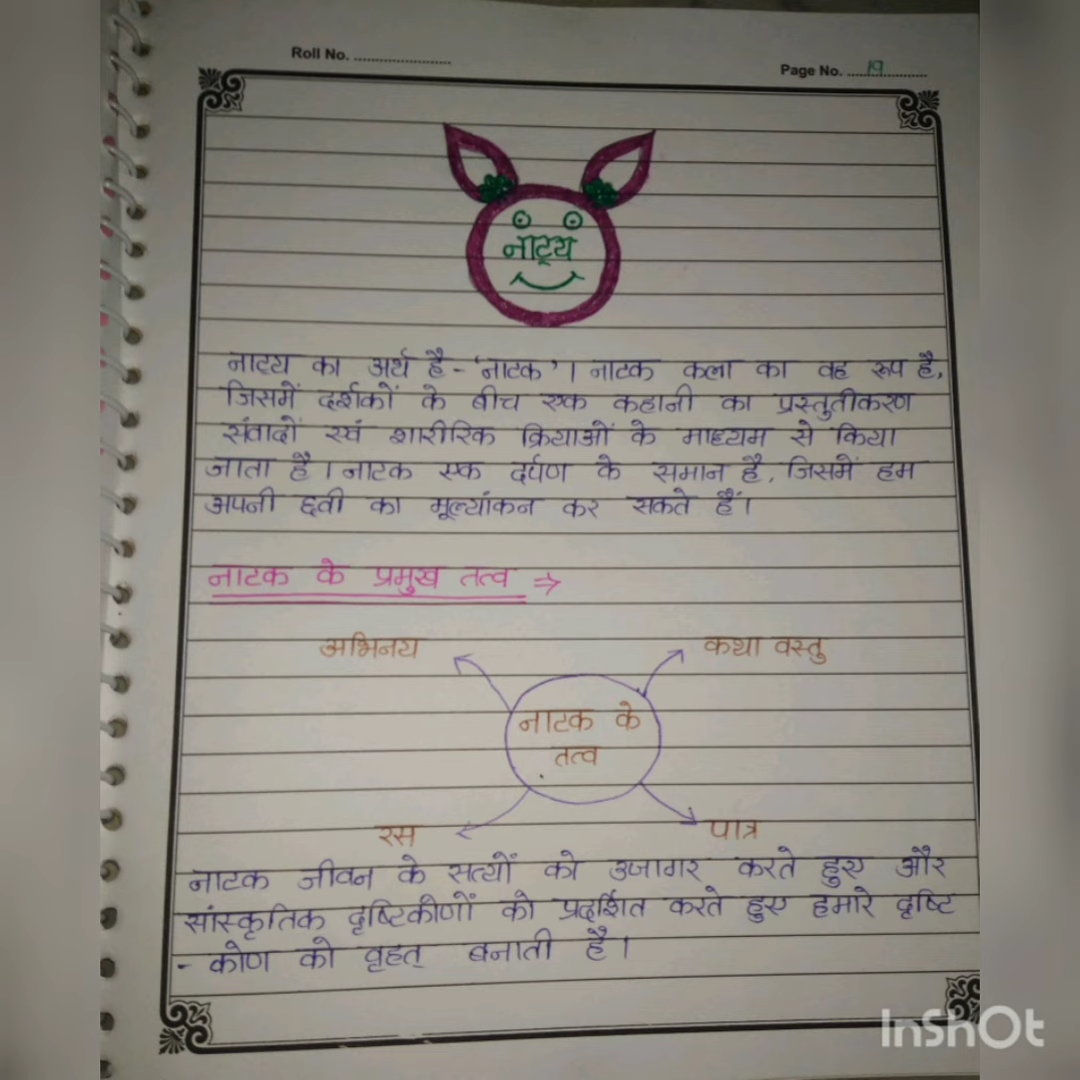 Roll No. ........................
Page No. ....19............
नाट्य
नाट्य का अर्थ है - 'नाटक'। नाटक कला का वह रूप है,
जिसमें दर्शकों के बीच एक कहानी का प्रस्तुतीकरण
संवादों एवं शारीरिक क्रियाओं के माध्यम से किया
जाता है। नाटक एक दर्पण के समान है, जिसमें हम
अपनी छवी का मूल्यांकन कर सकते हैं।
नाटक के प्रमुख तत्व ⇒
अभिनय
कथा वस्तु
नाटक के
तत्व
रस
पात्र
नाटक जीवन के सत्यों को उजागर करते हुए और
सांस्कृतिक दृष्टिकोणों को प्रदर्शित करते हुए हमारे दृष्टि
- कोण को वृहत् बनाती है।
InShOt